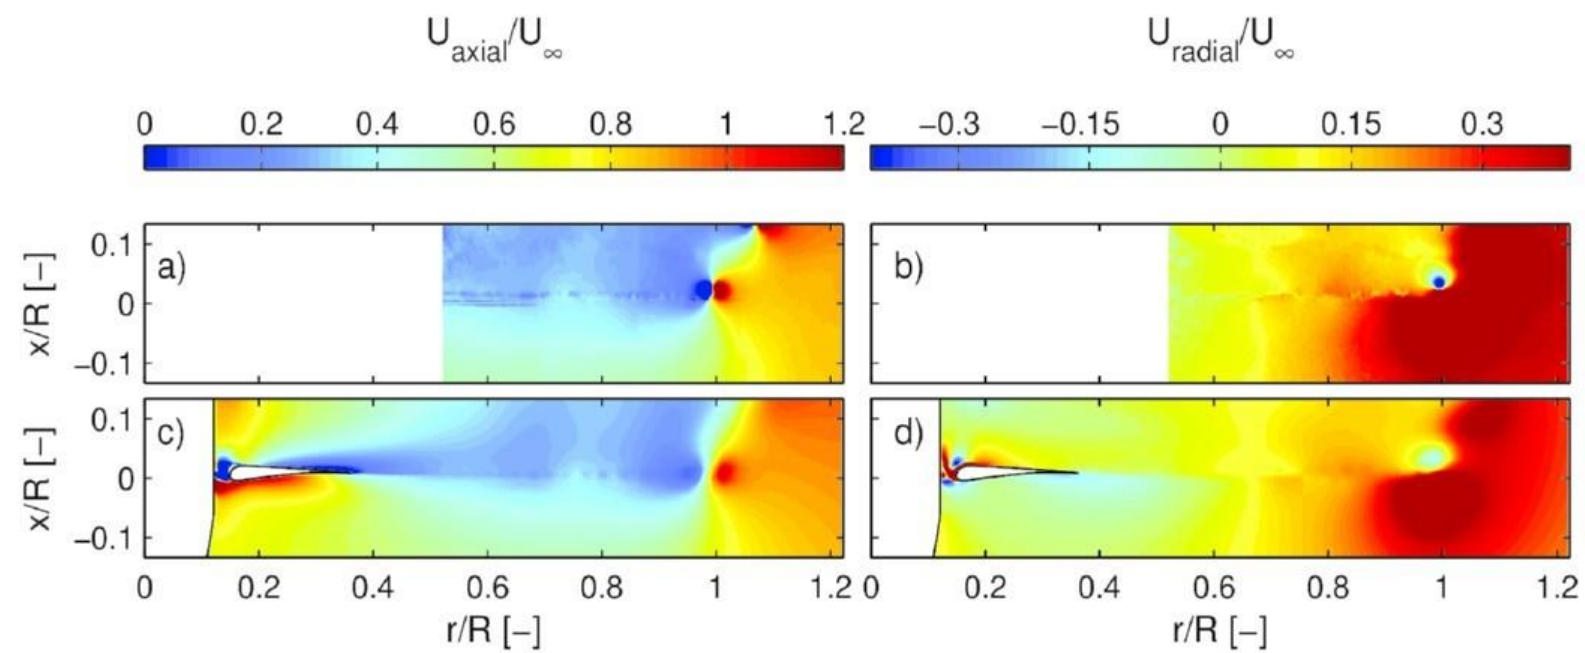 U_axial/U_∞ U_radial/U_∞
0 0.2 0.4 0.6 0.8 1 1.2 −0.3 −0.15 0 0.15 0.3
0.1 a) b)
x/R [−] 0
−0.1
0.1 c) d)
x/R [−] 0
−0.1
0 0.2 0.4 0.6 0.8 1 1.2 0 0.2 0.4 0.6 0.8 1 1.2
r/R [−] r/R [−]